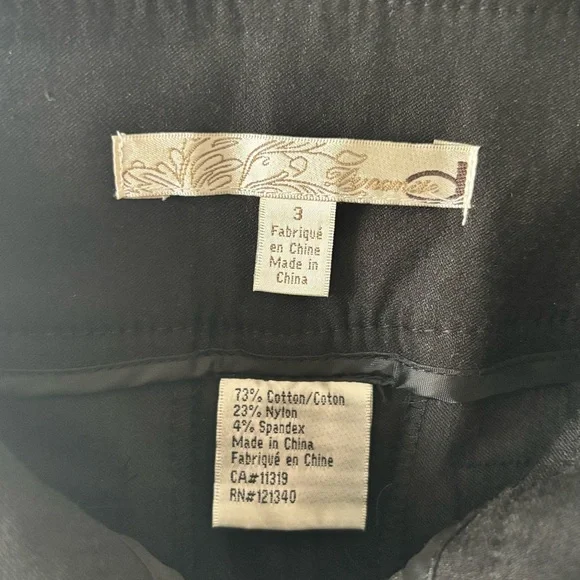 Dynamite
3
Fabriqué
en Chine
Made in
China
73% Cotton/Coton
23% Nylon
4% Spandex
Made in China
Fabriqué en Chine
CA#11319
RN#121340